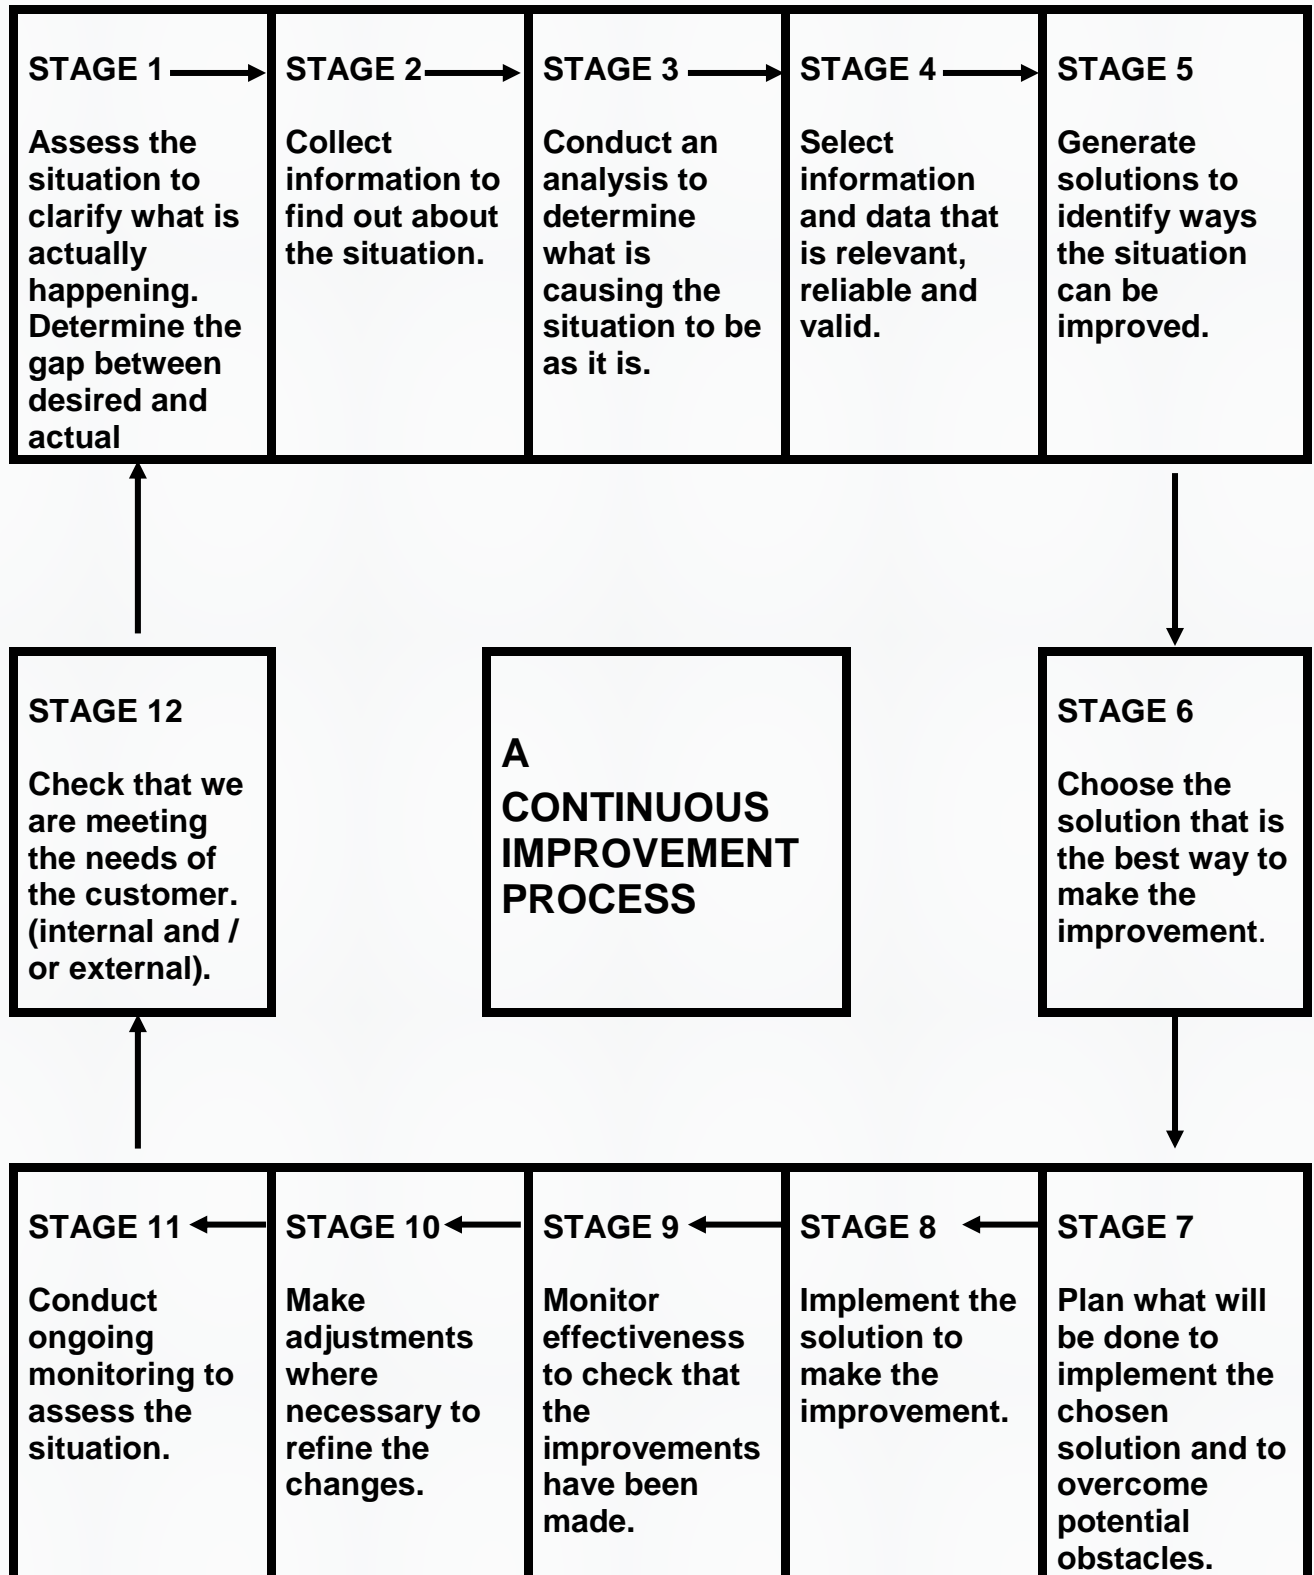 STAGE 1
Assess the
situation to
clarify what is
actually
happening.
Determine the
gap between
desired and
actual
STAGE 2
Collect
information to
find out about
the situation.
STAGE 3
Conduct an
analysis to
determine
what is
causing the
situation to be
as it is.
STAGE 4
Select
information
and data that
is relevant,
reliable and
valid.
STAGE 5
Generate
solutions to
identify ways
the situation
can be
improved.
STAGE 6
Choose the
solution that is
the best way to
make the
improvement.
STAGE 7
Plan what will
be done to
implement the
chosen
solution and to
overcome
potential
obstacles.
STAGE 8
Implement the
solution to
make the
improvement.
STAGE 9
Monitor
effectiveness
to check that
the
improvements
have been
made.
STAGE 10
Make
adjustments
where
necessary to
refine the
changes.
STAGE 11
Conduct
ongoing
monitoring to
assess the
situation.
STAGE 12
Check that we
are meeting
the needs of
the customer.
(internal and /
or external).
A
CONTINUOUS
IMPROVEMENT
PROCESS